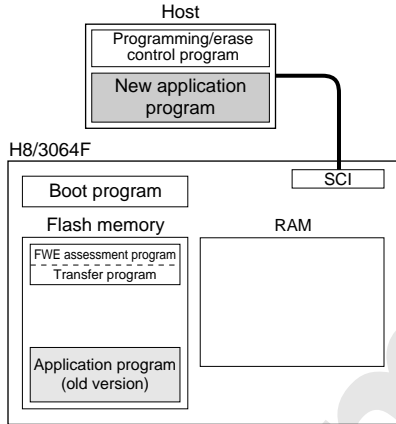 Host
Programming/erase
control program
New application
program
H8/3064F
SCI
Boot program
Flash memory
RAM
FWE assessment program
Transfer program
Application program
(old version)